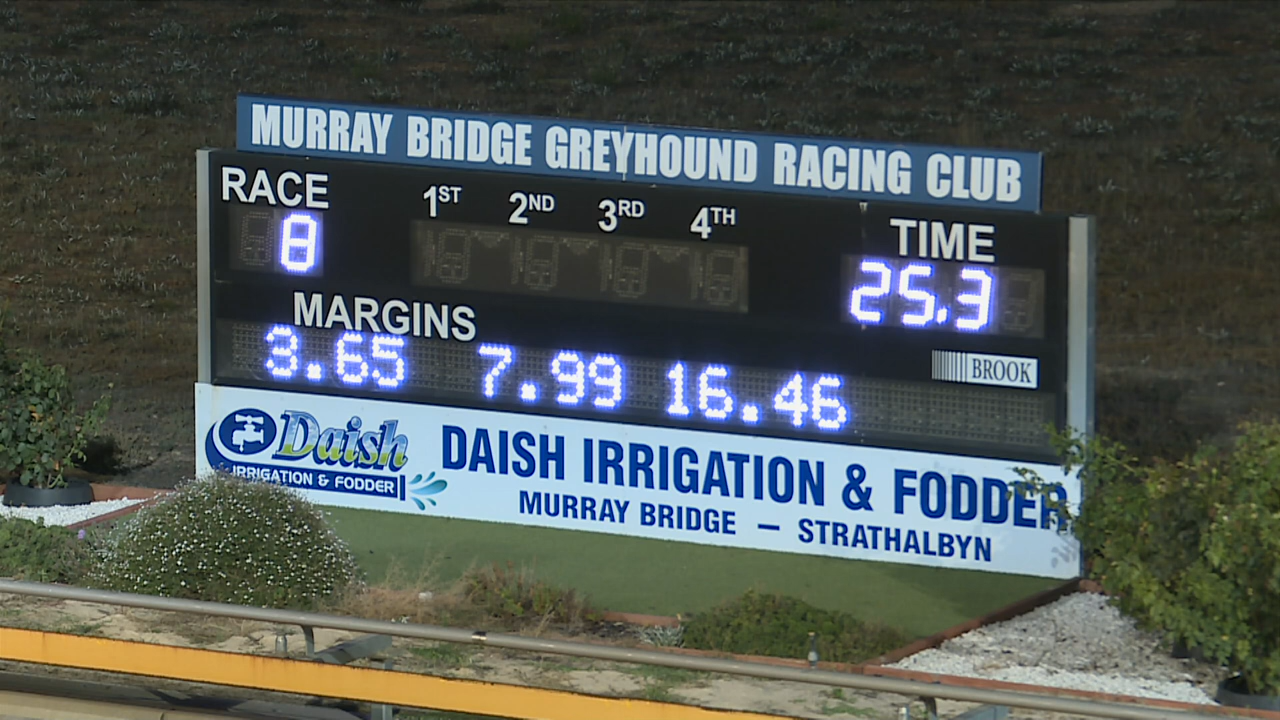 MURRAY BRIDGE GREYHOUND RACING CLUB
RACE 1ST 2ND 3RD 4TH TIME
8 25.3
MARGINS
3.65 7.99 16.46
BROOK
Daish
IRRIGATION & FODDER
DAISH IRRIGATION & FODDER
MURRAY BRIDGE — STRATHALBYN